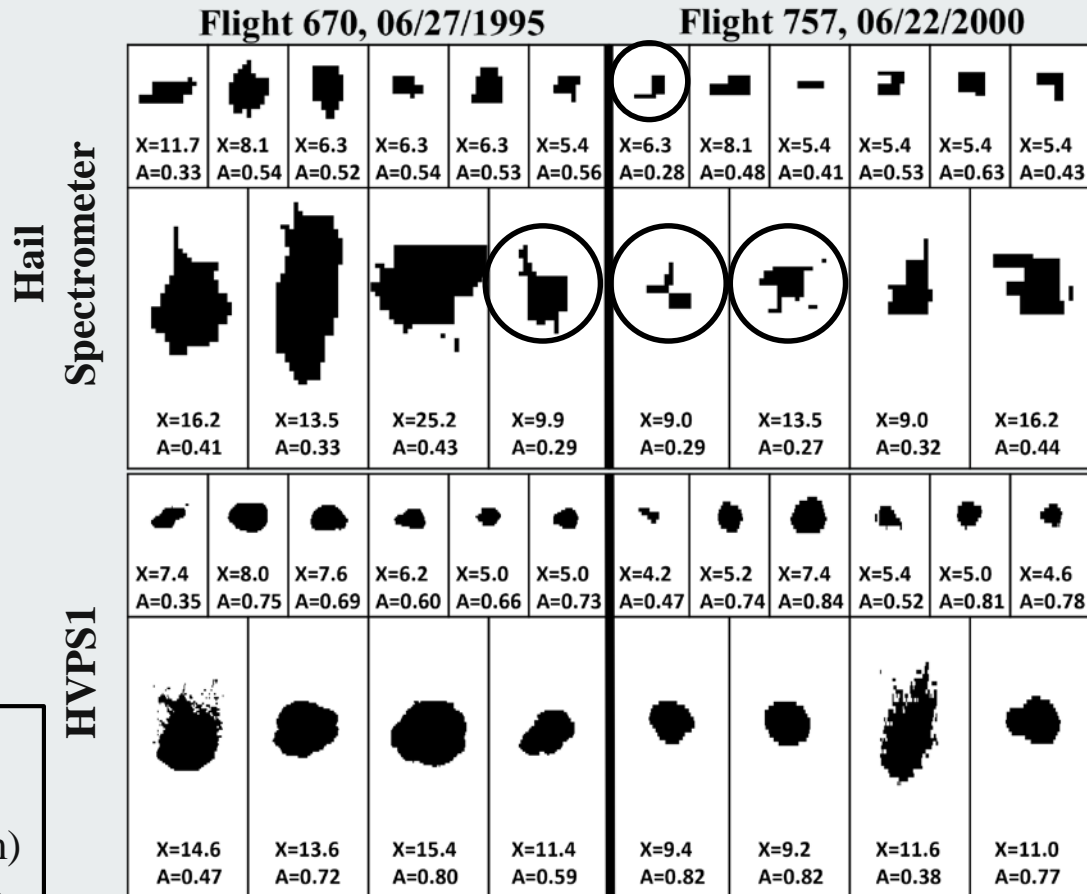 Flight 670, 06/27/1995 Flight 757, 06/22/2000
Hail
Spectrometer
X=11.7 X=8.1 X=6.3 X=6.3 X=6.3 X=5.4 X=6.3 X=8.1 X=5.4 X=5.4 X=5.4 X=5.4
A=0.33 A=0.54 A=0.52 A=0.54 A=0.53 A=0.56 A=0.28 A=0.48 A=0.41 A=0.53 A=0.63 A=0.43
X=16.2 X=13.5 X=25.2 X=9.9 X=9.0 X=13.5 X=9.0 X=16.2
A=0.41 A=0.33 A=0.43 A=0.29 A=0.29 A=0.27 A=0.32 A=0.44
HVPS1
X=7.4 X=8.0 X=7.6 X=6.2 X=5.0 X=5.0 X=4.2 X=5.2 X=7.4 X=5.4 X=5.0 X=4.6
A=0.35 A=0.75 A=0.69 A=0.60 A=0.66 A=0.73 A=0.47 A=0.74 A=0.84 A=0.52 A=0.81 A=0.78
X=14.6 X=13.6 X=15.4 X=11.4 X=9.4 X=9.2 X=11.6 X=11.0
A=0.47 A=0.72 A=0.80 A=0.59 A=0.82 A=0.82 A=0.38 A=0.77